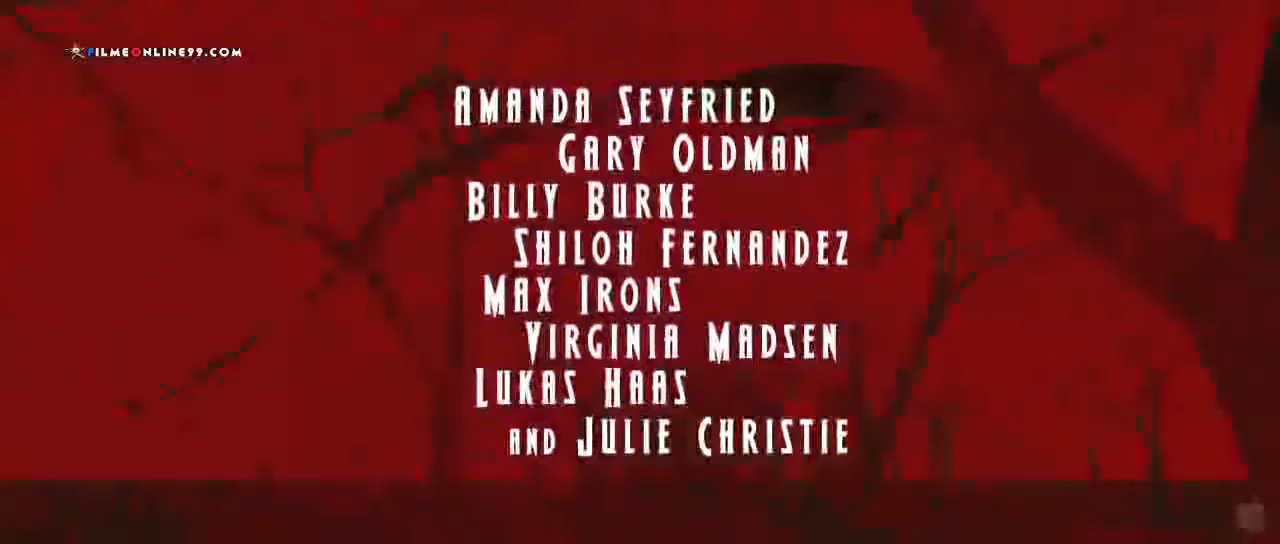 FILMEONLINE99.COM
AMANDA SEYFRIED
GARY OLDMAN
BILLY BURKE
SHILOH FERNANDEZ
MAX IRONS
VIRGINIA MADSEN
LUKAS HAAS
AND JULIE CHRISTIE